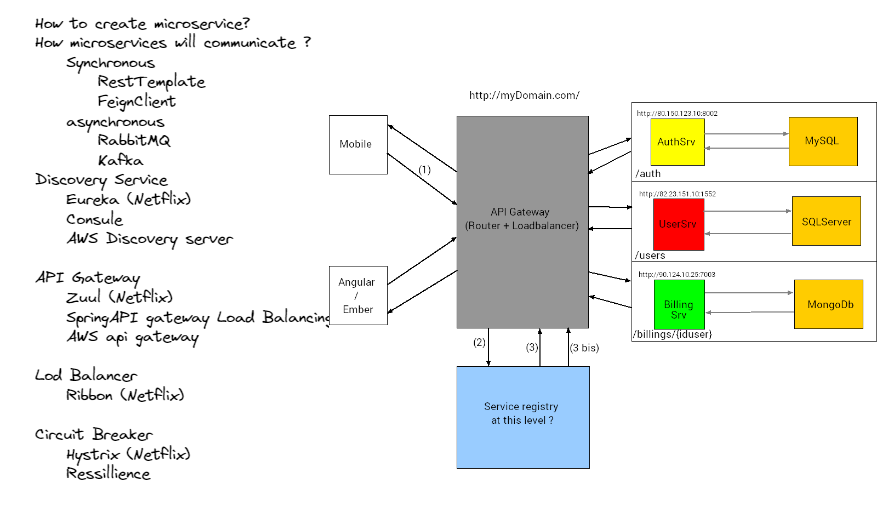 How to create microservice?
How microservices will communicate ?
Synchronous
RestTemplate
FeignClient
asynchronous
RabbitMQ
Kafka
Discovery Service
Eureka (Netflix)
Consule
AWS Discovery server
API Gateway
Zuul (Netflix)
SpringAPI gateway Load Balancing
AWS api gateway
Lod Balancer
Ribbon (Netflix)
Circuit Breaker
Hystrix (Netflix)
Ressillience
http://myDomain.com/
Mobile
(1)
Angular
/
Ember
API Gateway
(Router + Loadbalancer)
(2)
(3)
(3 bis)
Service registry
at this level ?
http://80.150.123.10:8002
AuthSrv
MySQL
/auth
http://82.23.151.10:1552
UserSrv
SQLServer
/users
http://90.124.10.25:7003
Billing
Srv
MongoDb
/billings/{iduser}